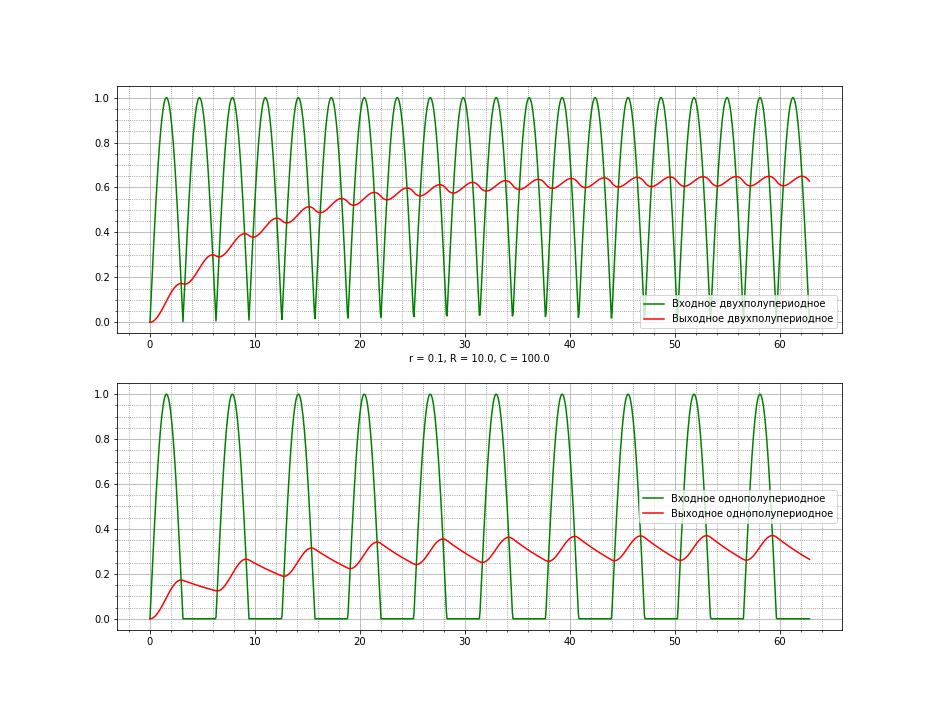 1.0
0.8
0.6
0.4
0.2
0.0
Входное двухполупериодное
Выходное двухполупериодное
0 10 20 30 40 50 60
r = 0.1, R = 10.0, C = 100.0
1.0
0.8
0.6
0.4
0.2
0.0
Входное однополупериодное
Выходное однополупериодное
0 10 20 30 40 50 60